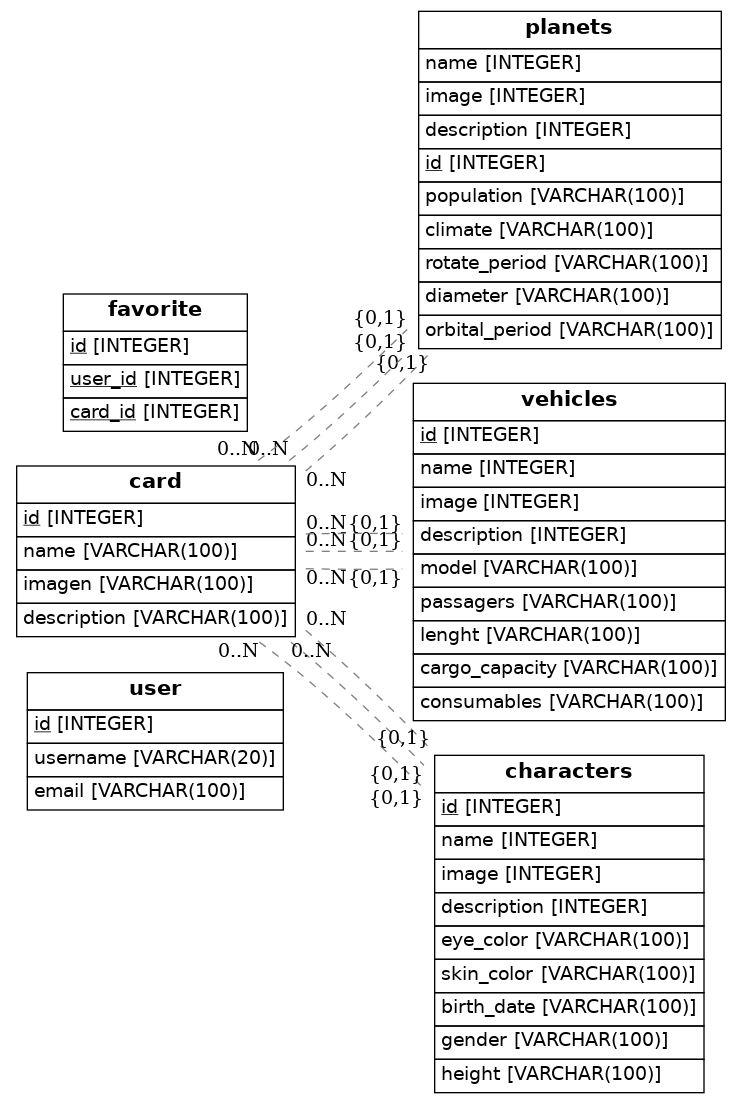 planets
name [INTEGER]
image [INTEGER]
description [INTEGER]
id [INTEGER]
population [VARCHAR(100)]
climate [VARCHAR(100)]
rotate_period [VARCHAR(100)]
diameter [VARCHAR(100)]
orbital_period [VARCHAR(100)]
favorite
id [INTEGER]
user_id [INTEGER]
card_id [INTEGER]
{0,1}
{0,1}
{0,1}
0..N
0..N
0..N
card
id [INTEGER]
name [VARCHAR(100)]
imagen [VARCHAR(100)]
description [VARCHAR(100)]
0..N{0,1}
0..N{0,1}
0..N{0,1}
vehicles
id [INTEGER]
name [INTEGER]
image [INTEGER]
description [INTEGER]
model [VARCHAR(100)]
passagers [VARCHAR(100)]
lenght [VARCHAR(100)]
cargo_capacity [VARCHAR(100)]
consumables [VARCHAR(100)]
0..N
0..N
0..N
user
id [INTEGER]
username [VARCHAR(20)]
email [VARCHAR(100)]
{0,1}
{0,1}
{0,1}
characters
id [INTEGER]
name [INTEGER]
image [INTEGER]
description [INTEGER]
eye_color [VARCHAR(100)]
skin_color [VARCHAR(100)]
birth_date [VARCHAR(100)]
gender [VARCHAR(100)]
height [VARCHAR(100)]